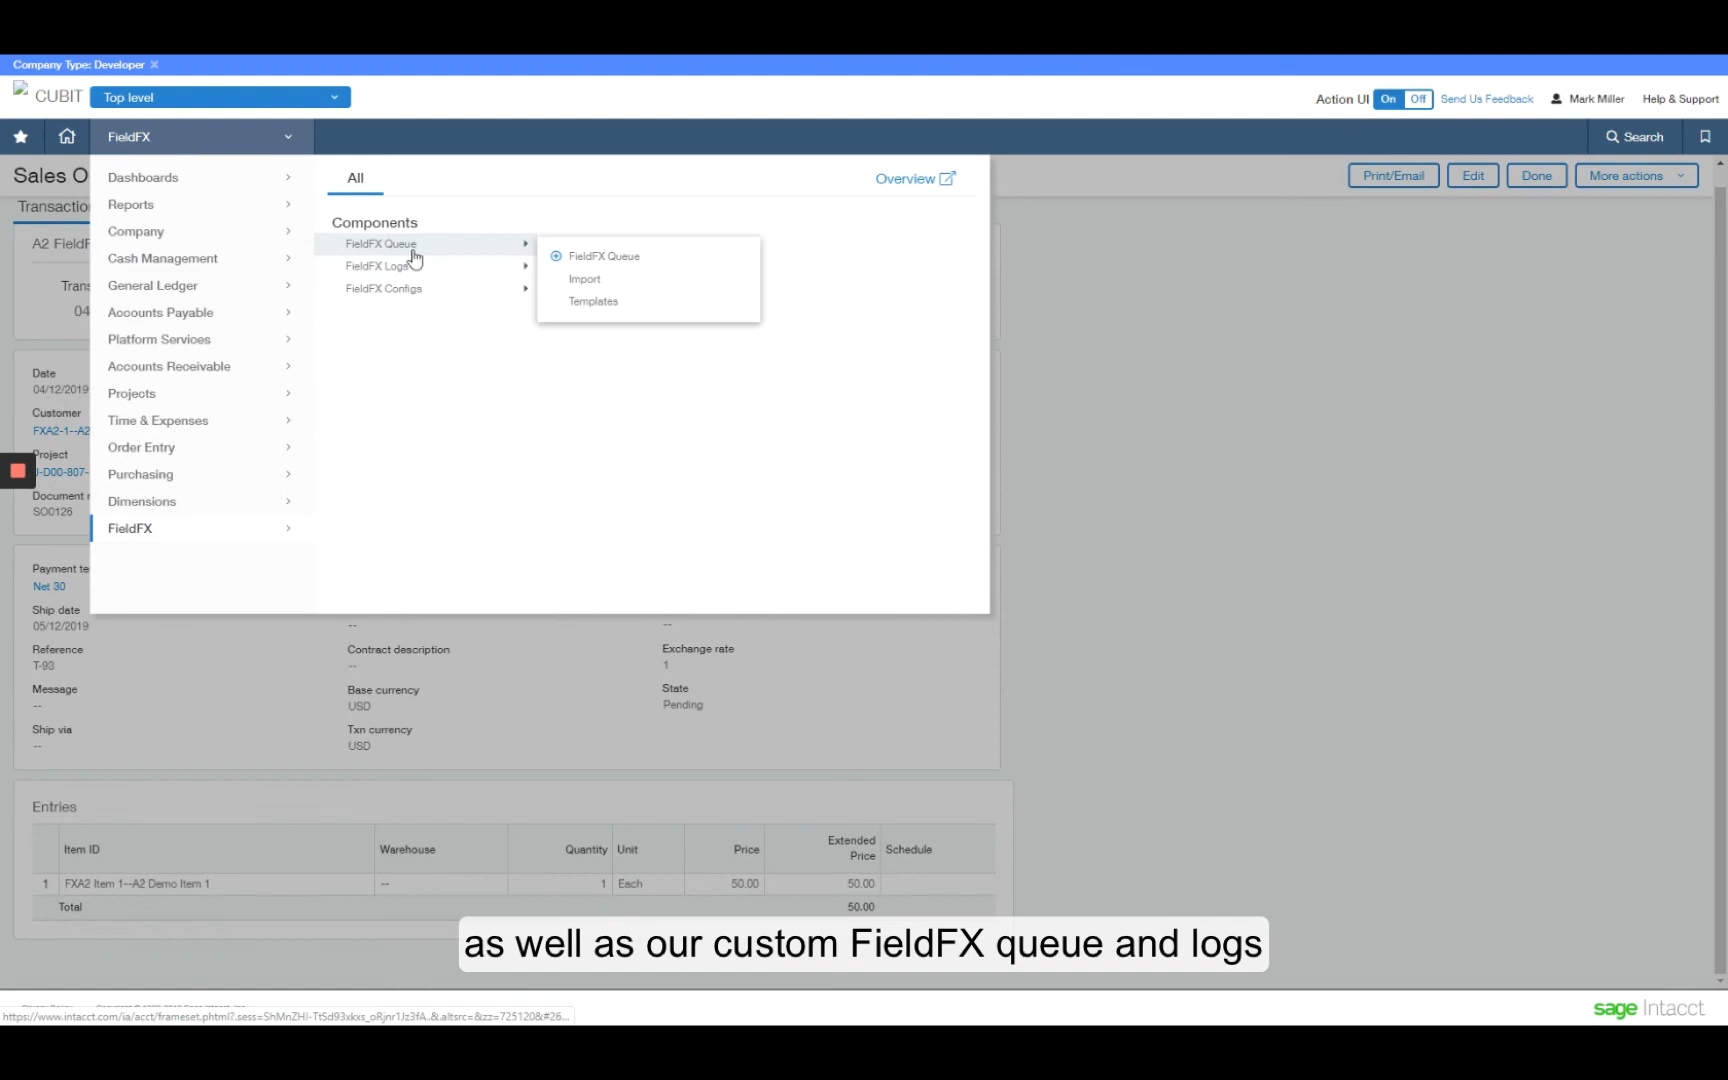 Company Type: Developer
CUBIT
Top level
Action UI On Off Send Us Feedback Mark Miller Help & Support
FieldFX
Search
Sales O
Print/Email Edit Done More actions
Transactio
A2 FieldF
Trans
04
Date
04/12/2019
Customer
FXA2-1--A2
Project
J-D00-807-
Document n
SO0126
Dashboards
Reports
Company
Cash Management
General Ledger
Accounts Payable
Platform Services
Accounts Receivable
Projects
Time & Expenses
Order Entry
Purchasing
Dimensions
FieldFX
All
Overview
Components
FieldFX Queue
FieldFX Logs
FieldFX Configs
FieldFX Queue
Import
Templates
Payment te
Net 30
Ship date
05/12/2019
Reference
T-93
Message
--
Ship via
--
--
Contract description
--
Base currency
USD
Txn currency
USD
--
Exchange rate
1
State
Pending
Entries
Item ID Warehouse Quantity Unit Price Extended Price Schedule
1 FXA2 Item 1--A2 Demo Item 1 -- 1 Each 50.00 50.00
Total 50.00
as well as our custom FieldFX queue and logs
https://www.intacct.com/ia/acct/frameset.phtml?.sess=ShMnZHI-TtSd93xkxs_oRjnr1Jz3fA..&.altsrc=&zz=725120&#26...
sage Intacct